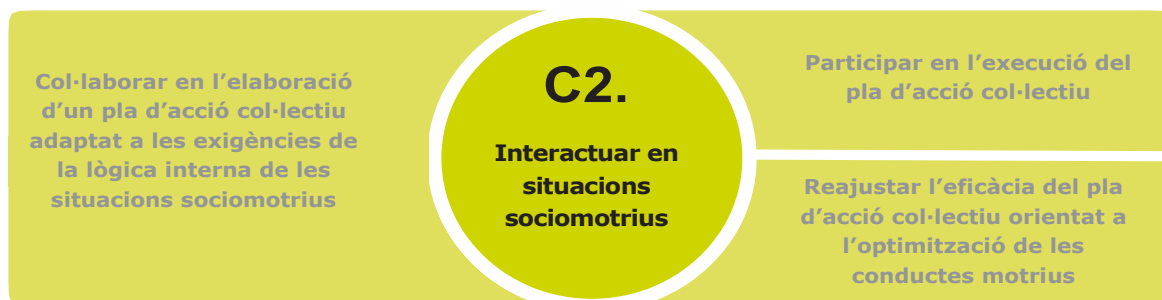 Col·laborar en l’elaboració
d’un pla d’acció col·lectiu
adaptat a les exigències de
la lògica interna de les
situacions sociomotrius
C2.
Interactuar en
situacions
sociomotrius
Participar en l’execució del
pla d’acció col·lectiu
Reajustar l’eficàcia del pla
d’acció col·lectiu orientat a
l’optimització de les
conductes motrius